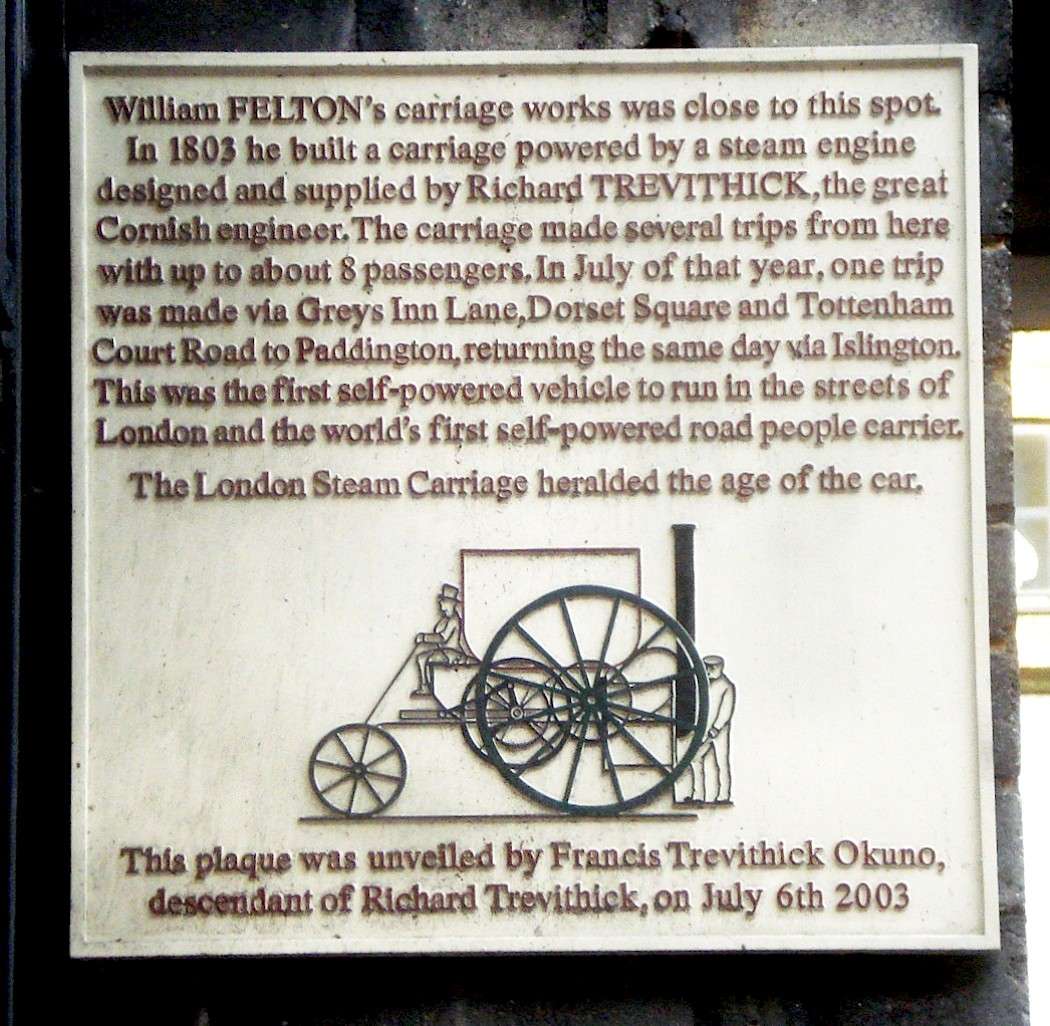 William FELTON's carriage works was close to this spot.
In 1803 he built a carriage powered by a steam engine
designed and supplied by Richard TREVITHICK, the great
Cornish engineer. The carriage made several trips from here
with up to about 8 passengers. In July of that year, one trip
was made via Greys Inn Lane, Dorset Square and Tottenham
Court Road to Paddington, returning the same day via Islington.
This was the first self-powered vehicle to run in the streets of
London and the world's first self-powered road people carrier.
The London Steam Carriage heralded the age of the car.
This plaque was unveiled by Francis Trevithick Okuno,
descendant of Richard Trevithick, on July 6th 2003